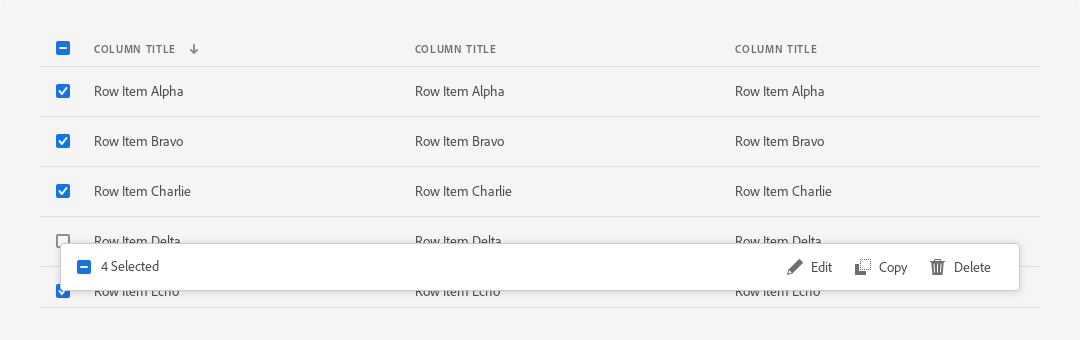 COLUMN TITLE COLUMN TITLE COLUMN TITLE
Row Item Alpha Row Item Alpha Row Item Alpha
Row Item Bravo Row Item Bravo Row Item Bravo
Row Item Charlie Row Item Charlie Row Item Charlie
Row Item Delta Row Item Delta Row Item Delta
4 Selected Edit Copy Delete
Row Item Echo Row Item Echo Row Item Echo